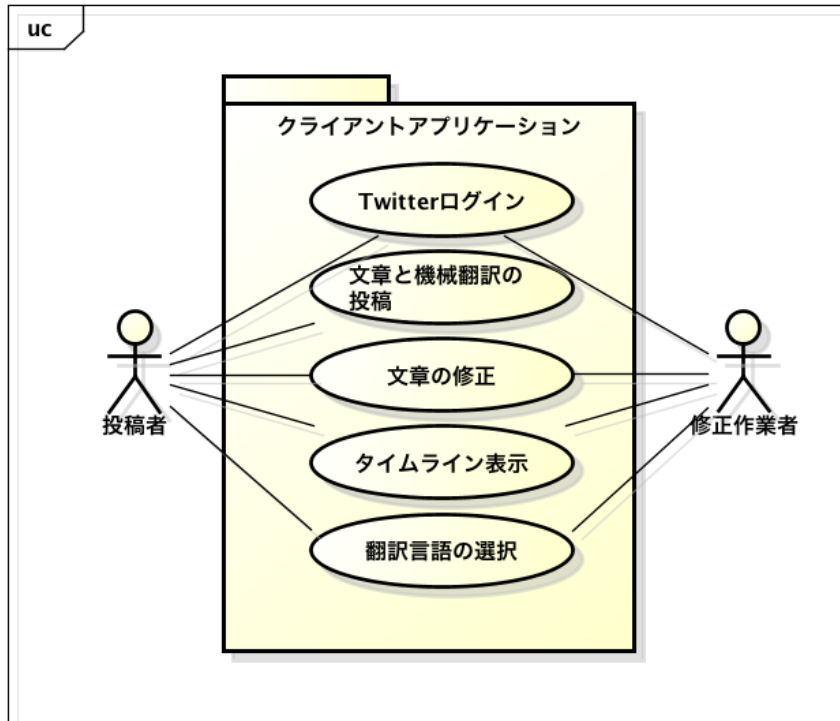 uc
クライアントアプリケーション
Twitterログイン
文章と機械翻訳の
投稿
文章の修正
タイムライン表示
翻訳言語の選択
投稿者
修正作業者